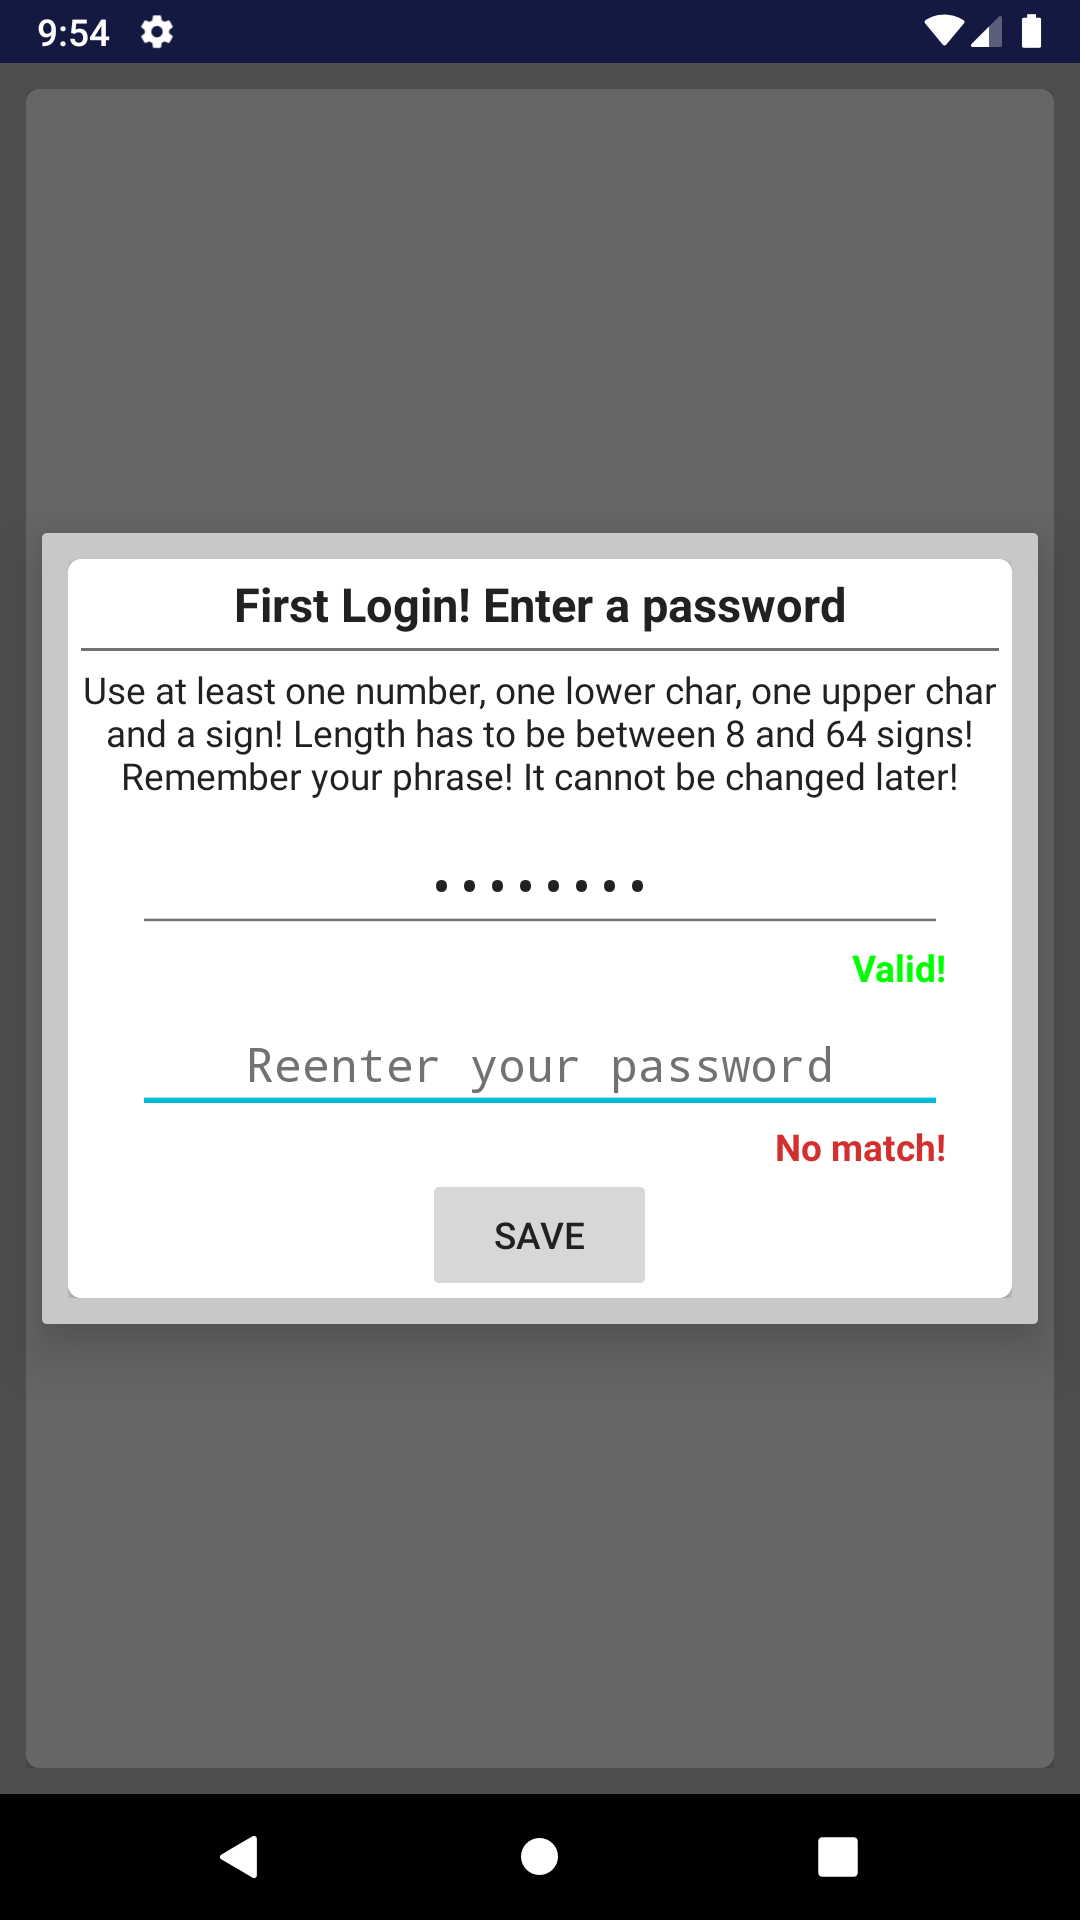 9:54
First Login! Enter a password
Use at least one number, one lower char, one upper char
and a sign! Length has to be between 8 and 64 signs!
Remember your phrase! It cannot be changed later!
••••••••
Valid!
Reenter your password
No match!
SAVE